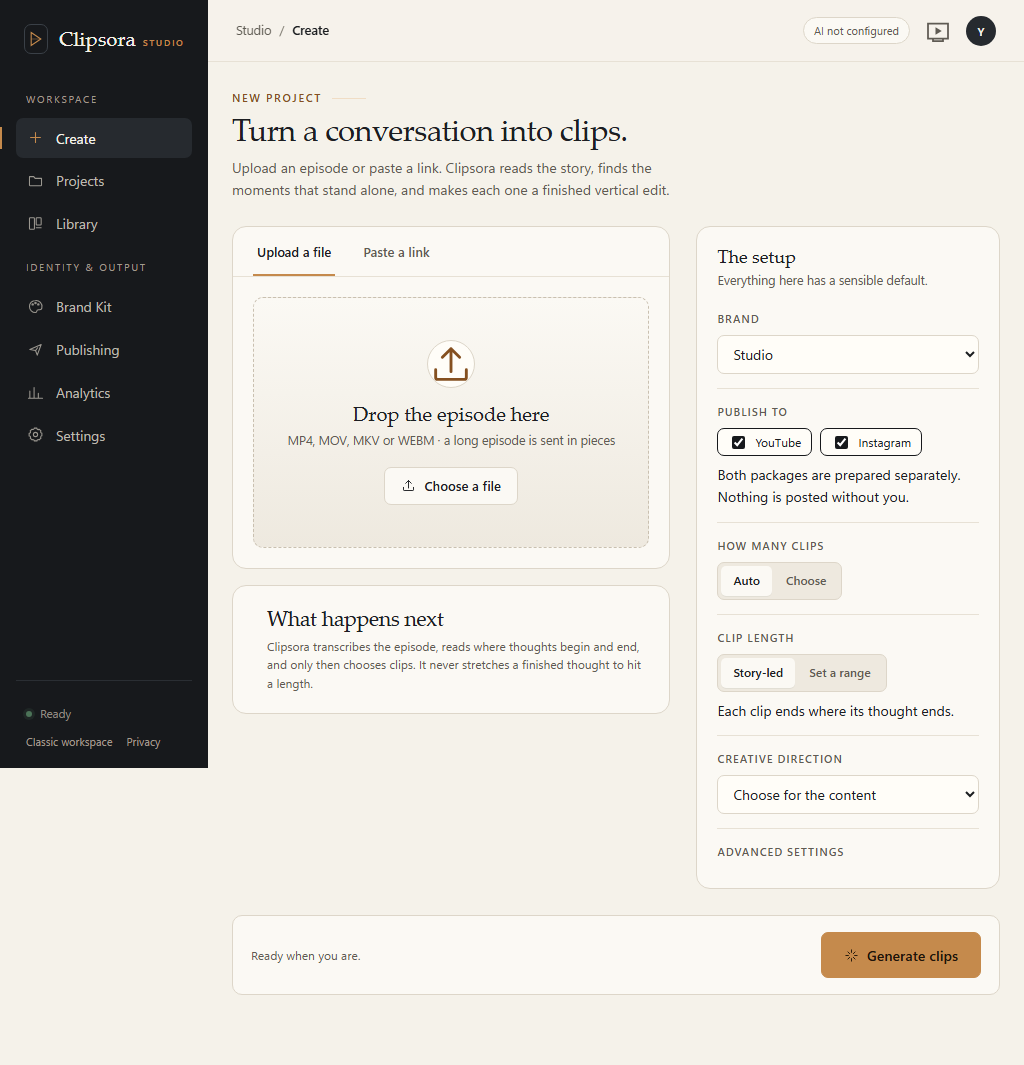 Clipsora STUDIO
WORKSPACE
Create
Projects
Library
IDENTITY & OUTPUT
Brand Kit
Publishing
Analytics
Settings
Ready
Classic workspace Privacy
Studio / Create
AI not configured
Y
NEW PROJECT
Turn a conversation into clips.
Upload an episode or paste a link. Clipsora reads the story, finds the
moments that stand alone, and makes each one a finished vertical edit.
Upload a file Paste a link
Drop the episode here
MP4, MOV, MKV or WEBM · a long episode is sent in pieces
Choose a file
What happens next
Clipsora transcribes the episode, reads where thoughts begin and end,
and only then chooses clips. It never stretches a finished thought to hit
a length.
The setup
Everything here has a sensible default.
BRAND
Studio
PUBLISH TO
YouTube Instagram
Both packages are prepared separately.
Nothing is posted without you.
HOW MANY CLIPS
Auto Choose
CLIP LENGTH
Story-led Set a range
Each clip ends where its thought ends.
CREATIVE DIRECTION
Choose for the content
ADVANCED SETTINGS
Ready when you are.
Generate clips